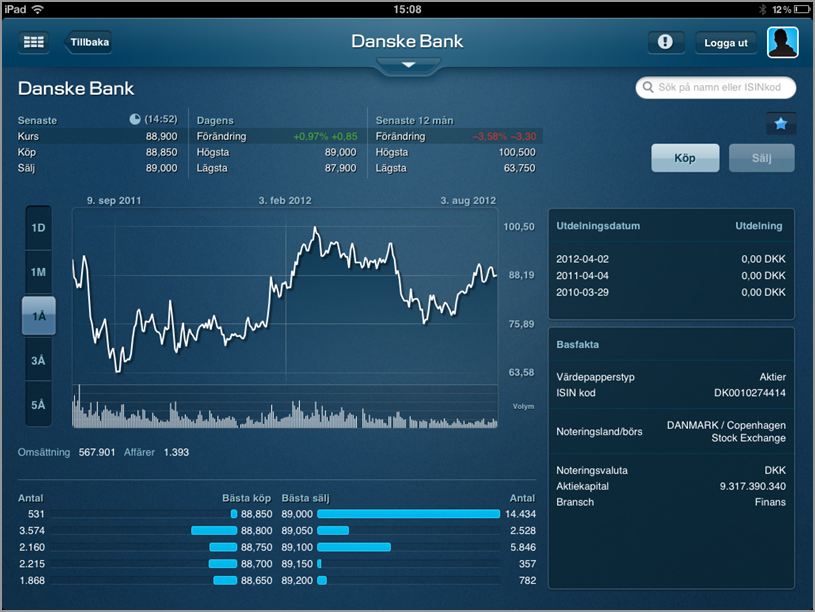 iPad 15:08 12 %
Tillbaka Danske Bank Logga ut
Danske Bank
Sök på namn eller ISINkod
Senaste (14:52)
Kurs 88,900
Köp 88,850
Sälj 89,000
Dagens
Förändring +0,97% +0,85
Högsta 89,000
Lägsta 87,900
Senaste 12 mån
Förändring -3,58% -3,30
Högsta 100,500
Lägsta 63,750
Köp Sälj
1D
1M
1Å
3Å
5Å
9. sep 2011 3. feb 2012 3. aug 2012
100,50
88,19
75,89
63,58
Volym
Omsättning 567.901 Affärer 1.393
Utdelningsdatum Utdelning
2012-04-02 0,00 DKK
2011-04-04 0,00 DKK
2010-03-29 0,00 DKK
Basfakta
Värdepapperstyp Aktier
ISIN kod DK0010274414
Noteringsland/börs DANMARK / Copenhagen
Stock Exchange
Noteringsvaluta DKK
Aktiekapital 9.317.390.340
Bransch Finans
Antal Bästa köp Bästa sälj Antal
531 88,850 89,000 14.434
3.574 88,800 89,050 2.528
2.160 88,750 89,100 5.846
2.215 88,700 89,150 357
1.868 88,650 89,200 782